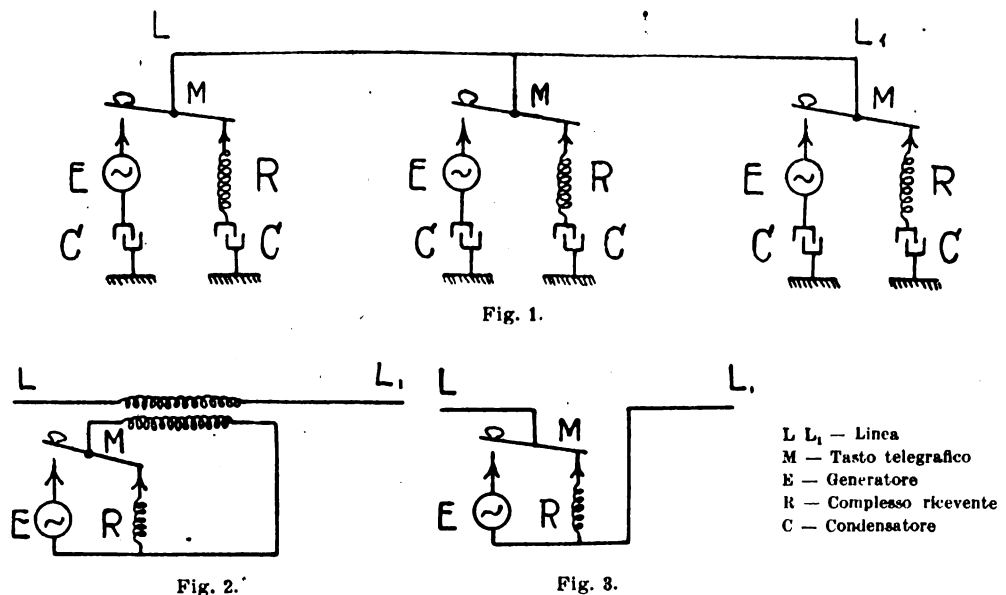 L
L₁
M
M
M
E
R
E
R
E
R
C
C
C
C
C
C
Fig. 1.
L
L₁
M
E
R
Fig. 2.
L
L₁
M
E
R
Fig. 3.
L L₁ — Linea
M — Tasto telegrafico
E — Generatore
R — Complesso ricevente
C — Condensatore